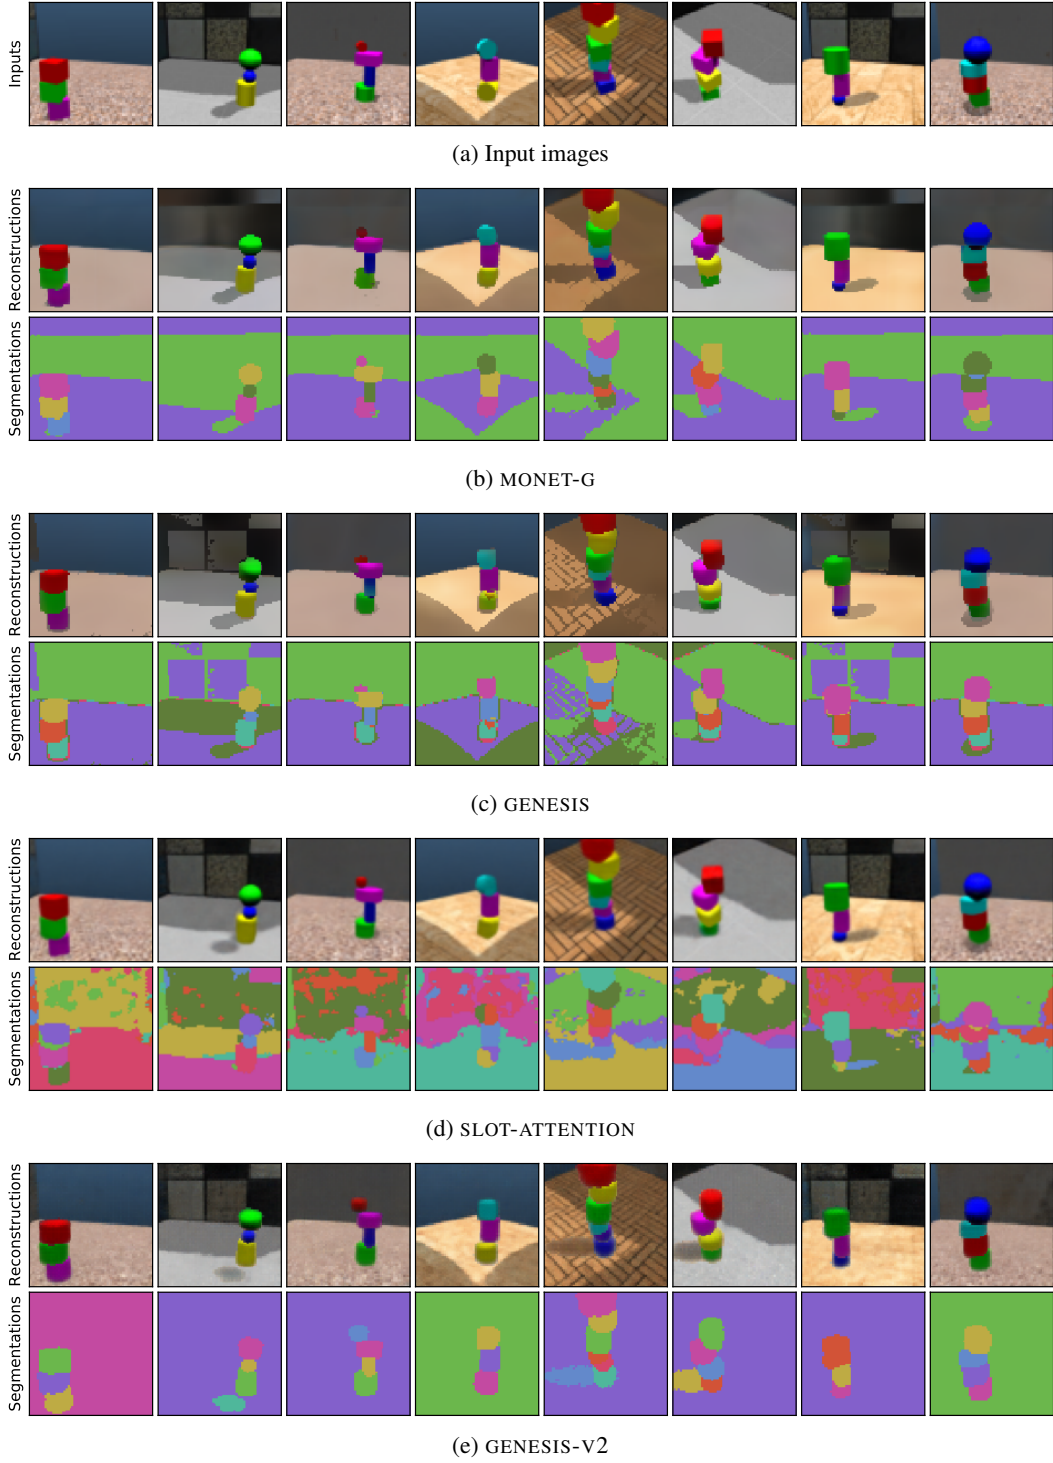 Inputs
(a) Input images
Reconstructions
Segmentations
(b) MONET-G
Reconstructions
Segmentations
(c) GENESIS
Reconstructions
Segmentations
(d) SLOT-ATTENTION
Reconstructions
Segmentations
(e) GENESIS-V2